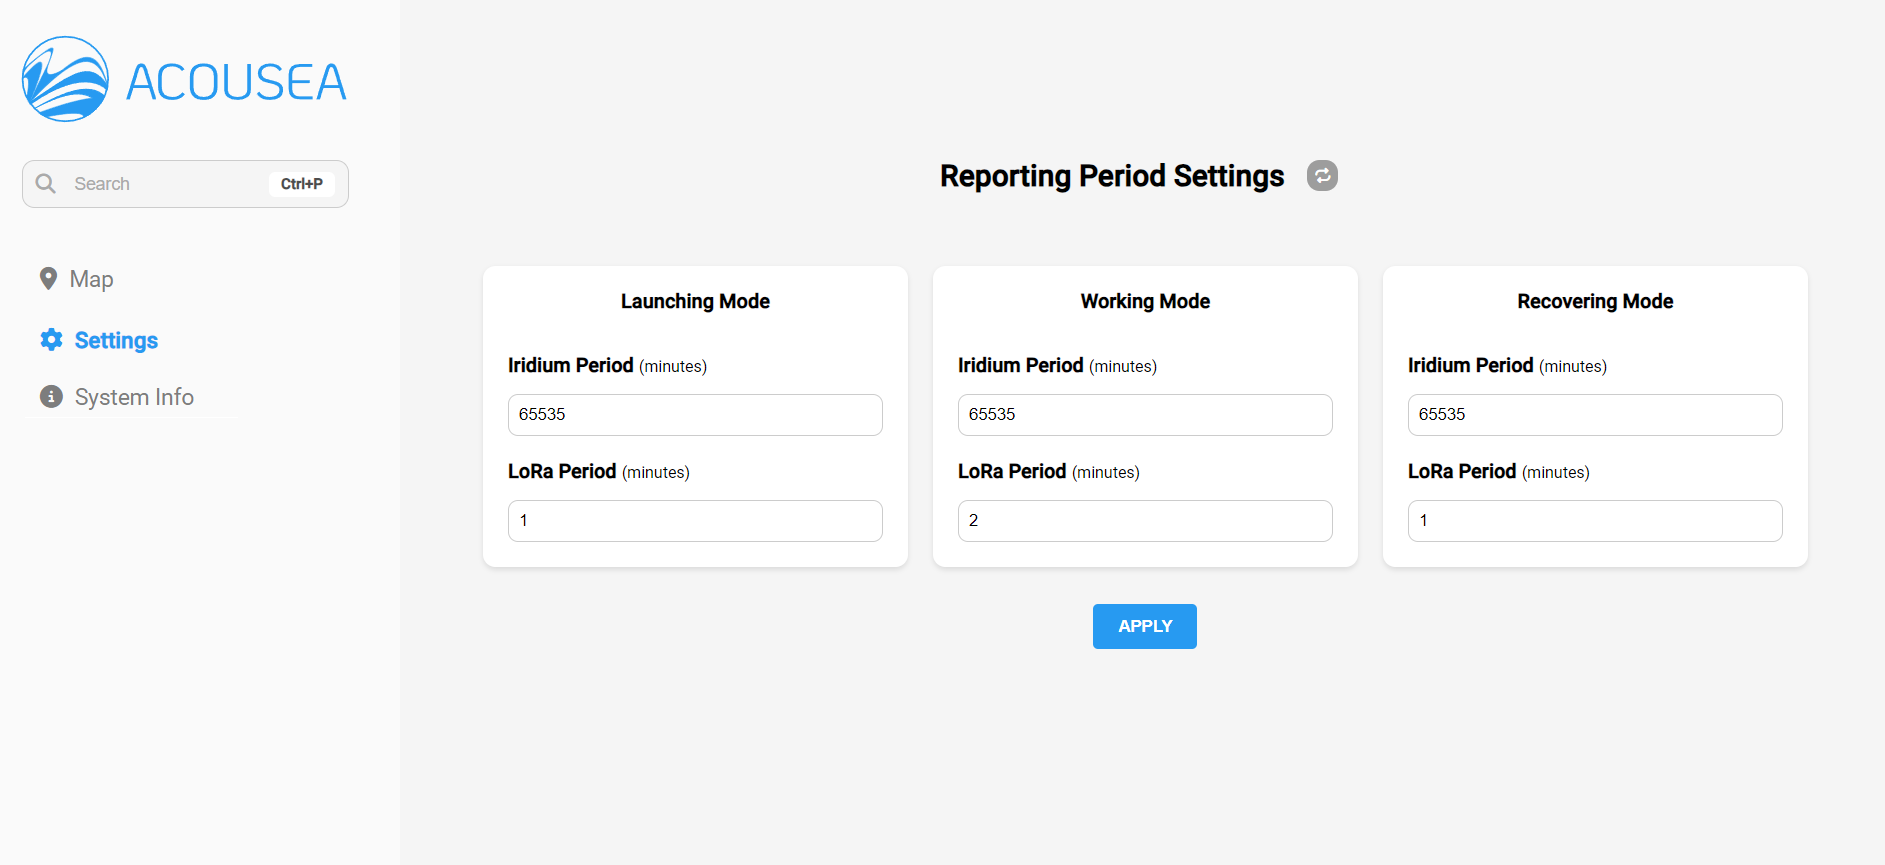 ACOUSEA
Search
Ctrl+P
Map
Settings
System Info
Reporting Period Settings
Launching Mode
Iridium Period (minutes)
65535
LoRa Period (minutes)
1
Working Mode
Iridium Period (minutes)
65535
LoRa Period (minutes)
2
Recovering Mode
Iridium Period (minutes)
65535
LoRa Period (minutes)
1
APPLY